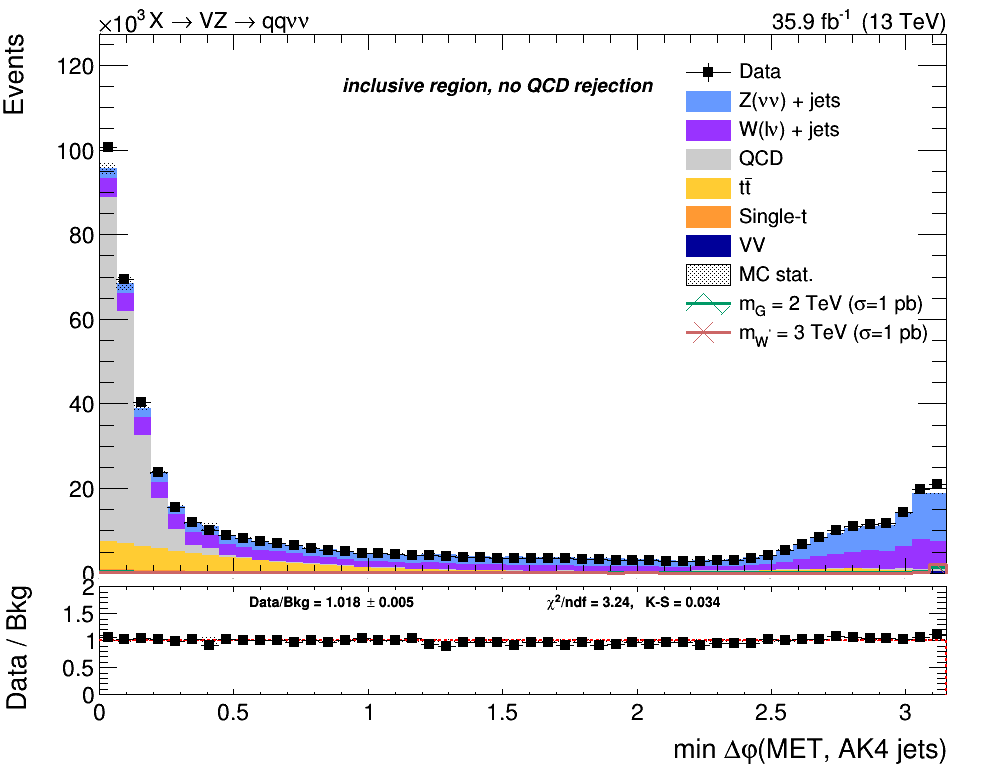 ×10³ X → VZ → qqνν 35.9 fb⁻¹ (13 TeV)
Events
120
100
80
60
40
20
0
inclusive region, no QCD rejection
Data
Z(νν) + jets
W(lν) + jets
QCD
tt̄
Single-t
VV
MC stat.
m_G = 2 TeV (σ=1 pb)
m_W' = 3 TeV (σ=1 pb)
Data / Bkg
2
1.5
1
0.5
0
Data/Bkg = 1.018 ± 0.005 χ²/ndf = 3.24, K-S = 0.034
0 0.5 1 1.5 2 2.5 3
min Δφ(MET, AK4 jets)